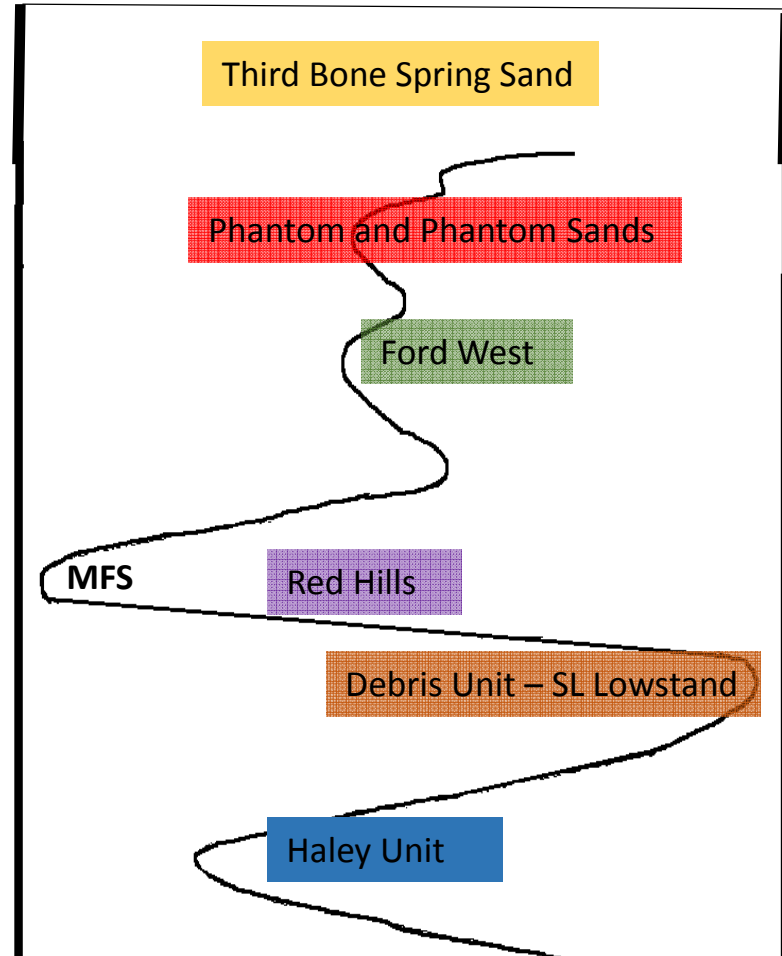 Third Bone Spring Sand
Phantom and Phantom Sands
Ford West
MFS
Red Hills
Debris Unit – SL Lowstand
Haley Unit